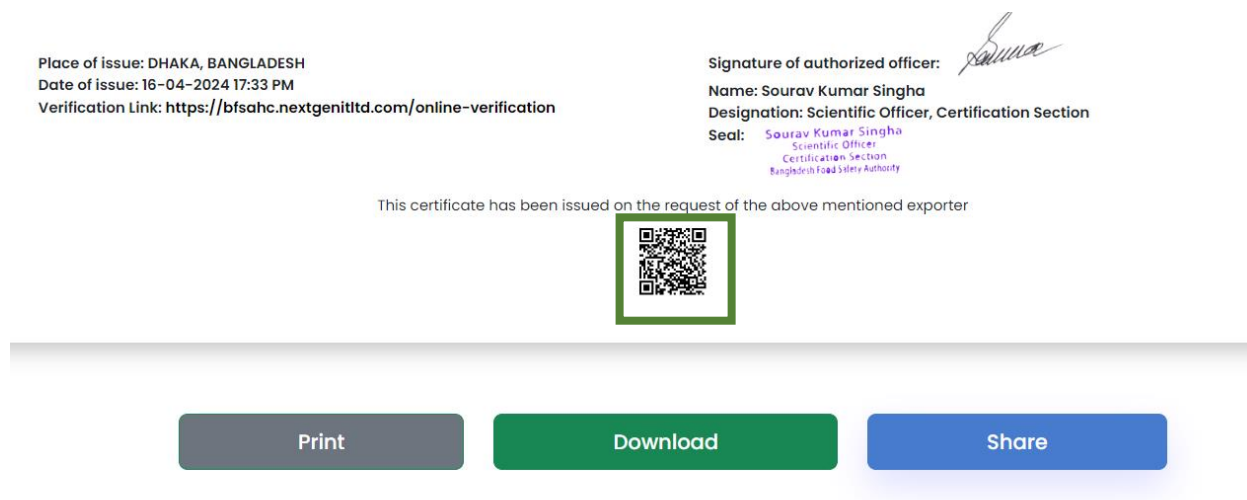 Place of issue: DHAKA, BANGLADESH
Date of issue: 16-04-2024 17:33 PM
Verification Link: https://bfsahc.nextgenitltd.com/online-verification
Signature of authorized officer:
Name: Sourav Kumar Singha
Designation: Scientific Officer, Certification Section
Seal: Sourav Kumar Singha
Scientific Officer
Certification Section
Bangladesh Food Safety Authority
This certificate has been issued on the request of the above mentioned exporter
Print
Download
Share